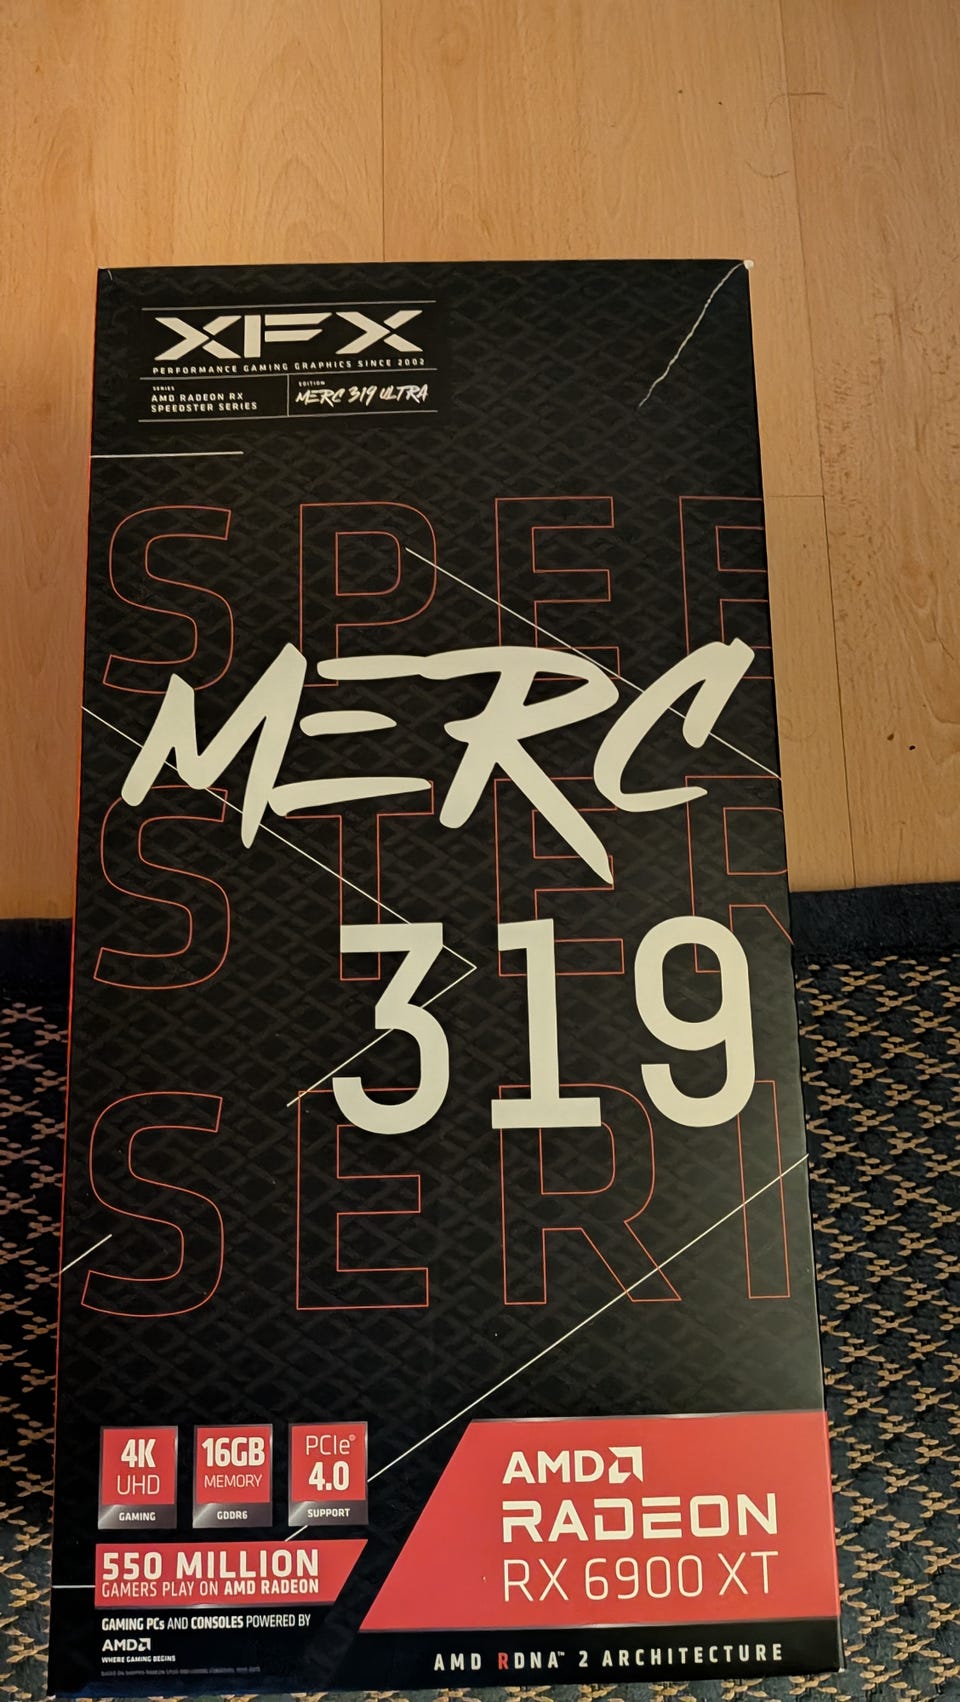 XFX
PERFORMANCE GAMING GRAPHICS SINCE 2002
SERIES
AMD RADEON RX
SPEEDSTER SERIES
EDITION
MERC 319 ULTRA
SPEE
MERC
STER
319
SERI
4K
UHD
GAMING
16GB
MEMORY
GDDR6
PCIe®
4.0
SUPPORT
AMD
RADEON
RX 6900 XT
550 MILLION
GAMERS PLAY ON AMD RADEON
GAMING PCs AND CONSOLES POWERED BY
AMD
WHERE GAMING BEGINS
AMD RDNA™ 2 ARCHITECTURE